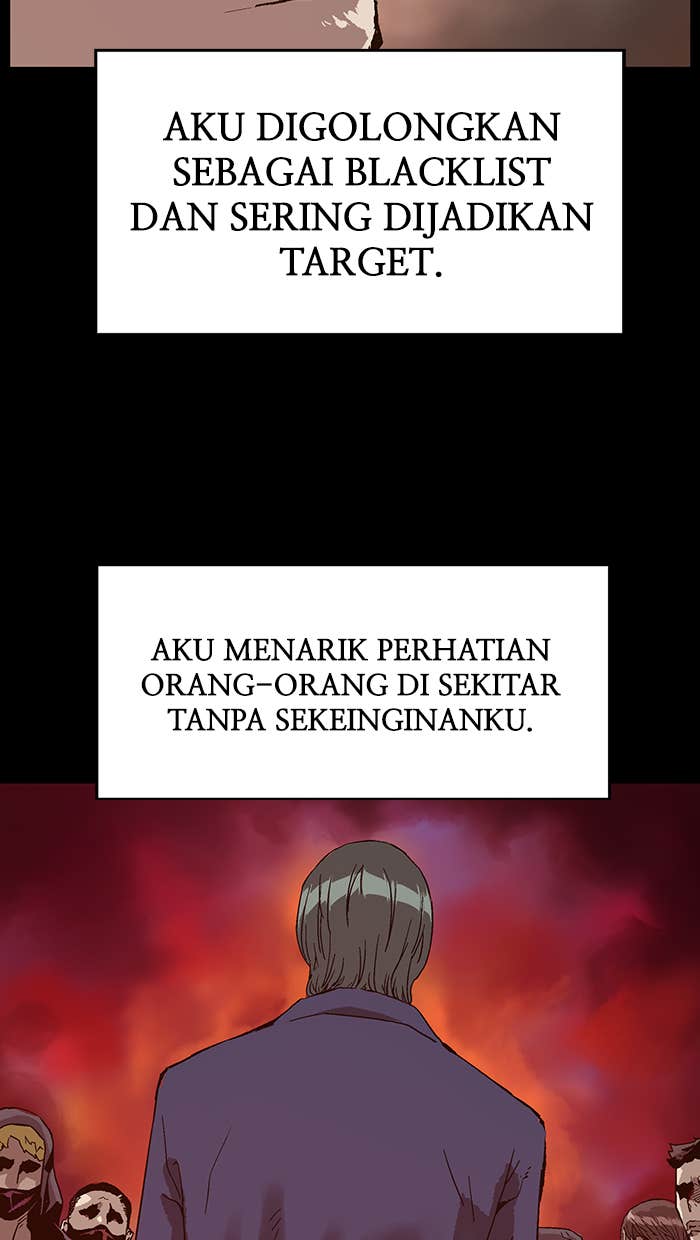 AKU DIGOLONGKAN
SEBAGAI BLACKLIST
DAN SERING DIJADIKAN
TARGET.
AKU MENARIK PERHATIAN
ORANG-ORANG DI SEKITAR
TANPA SEKEINGINANKU.